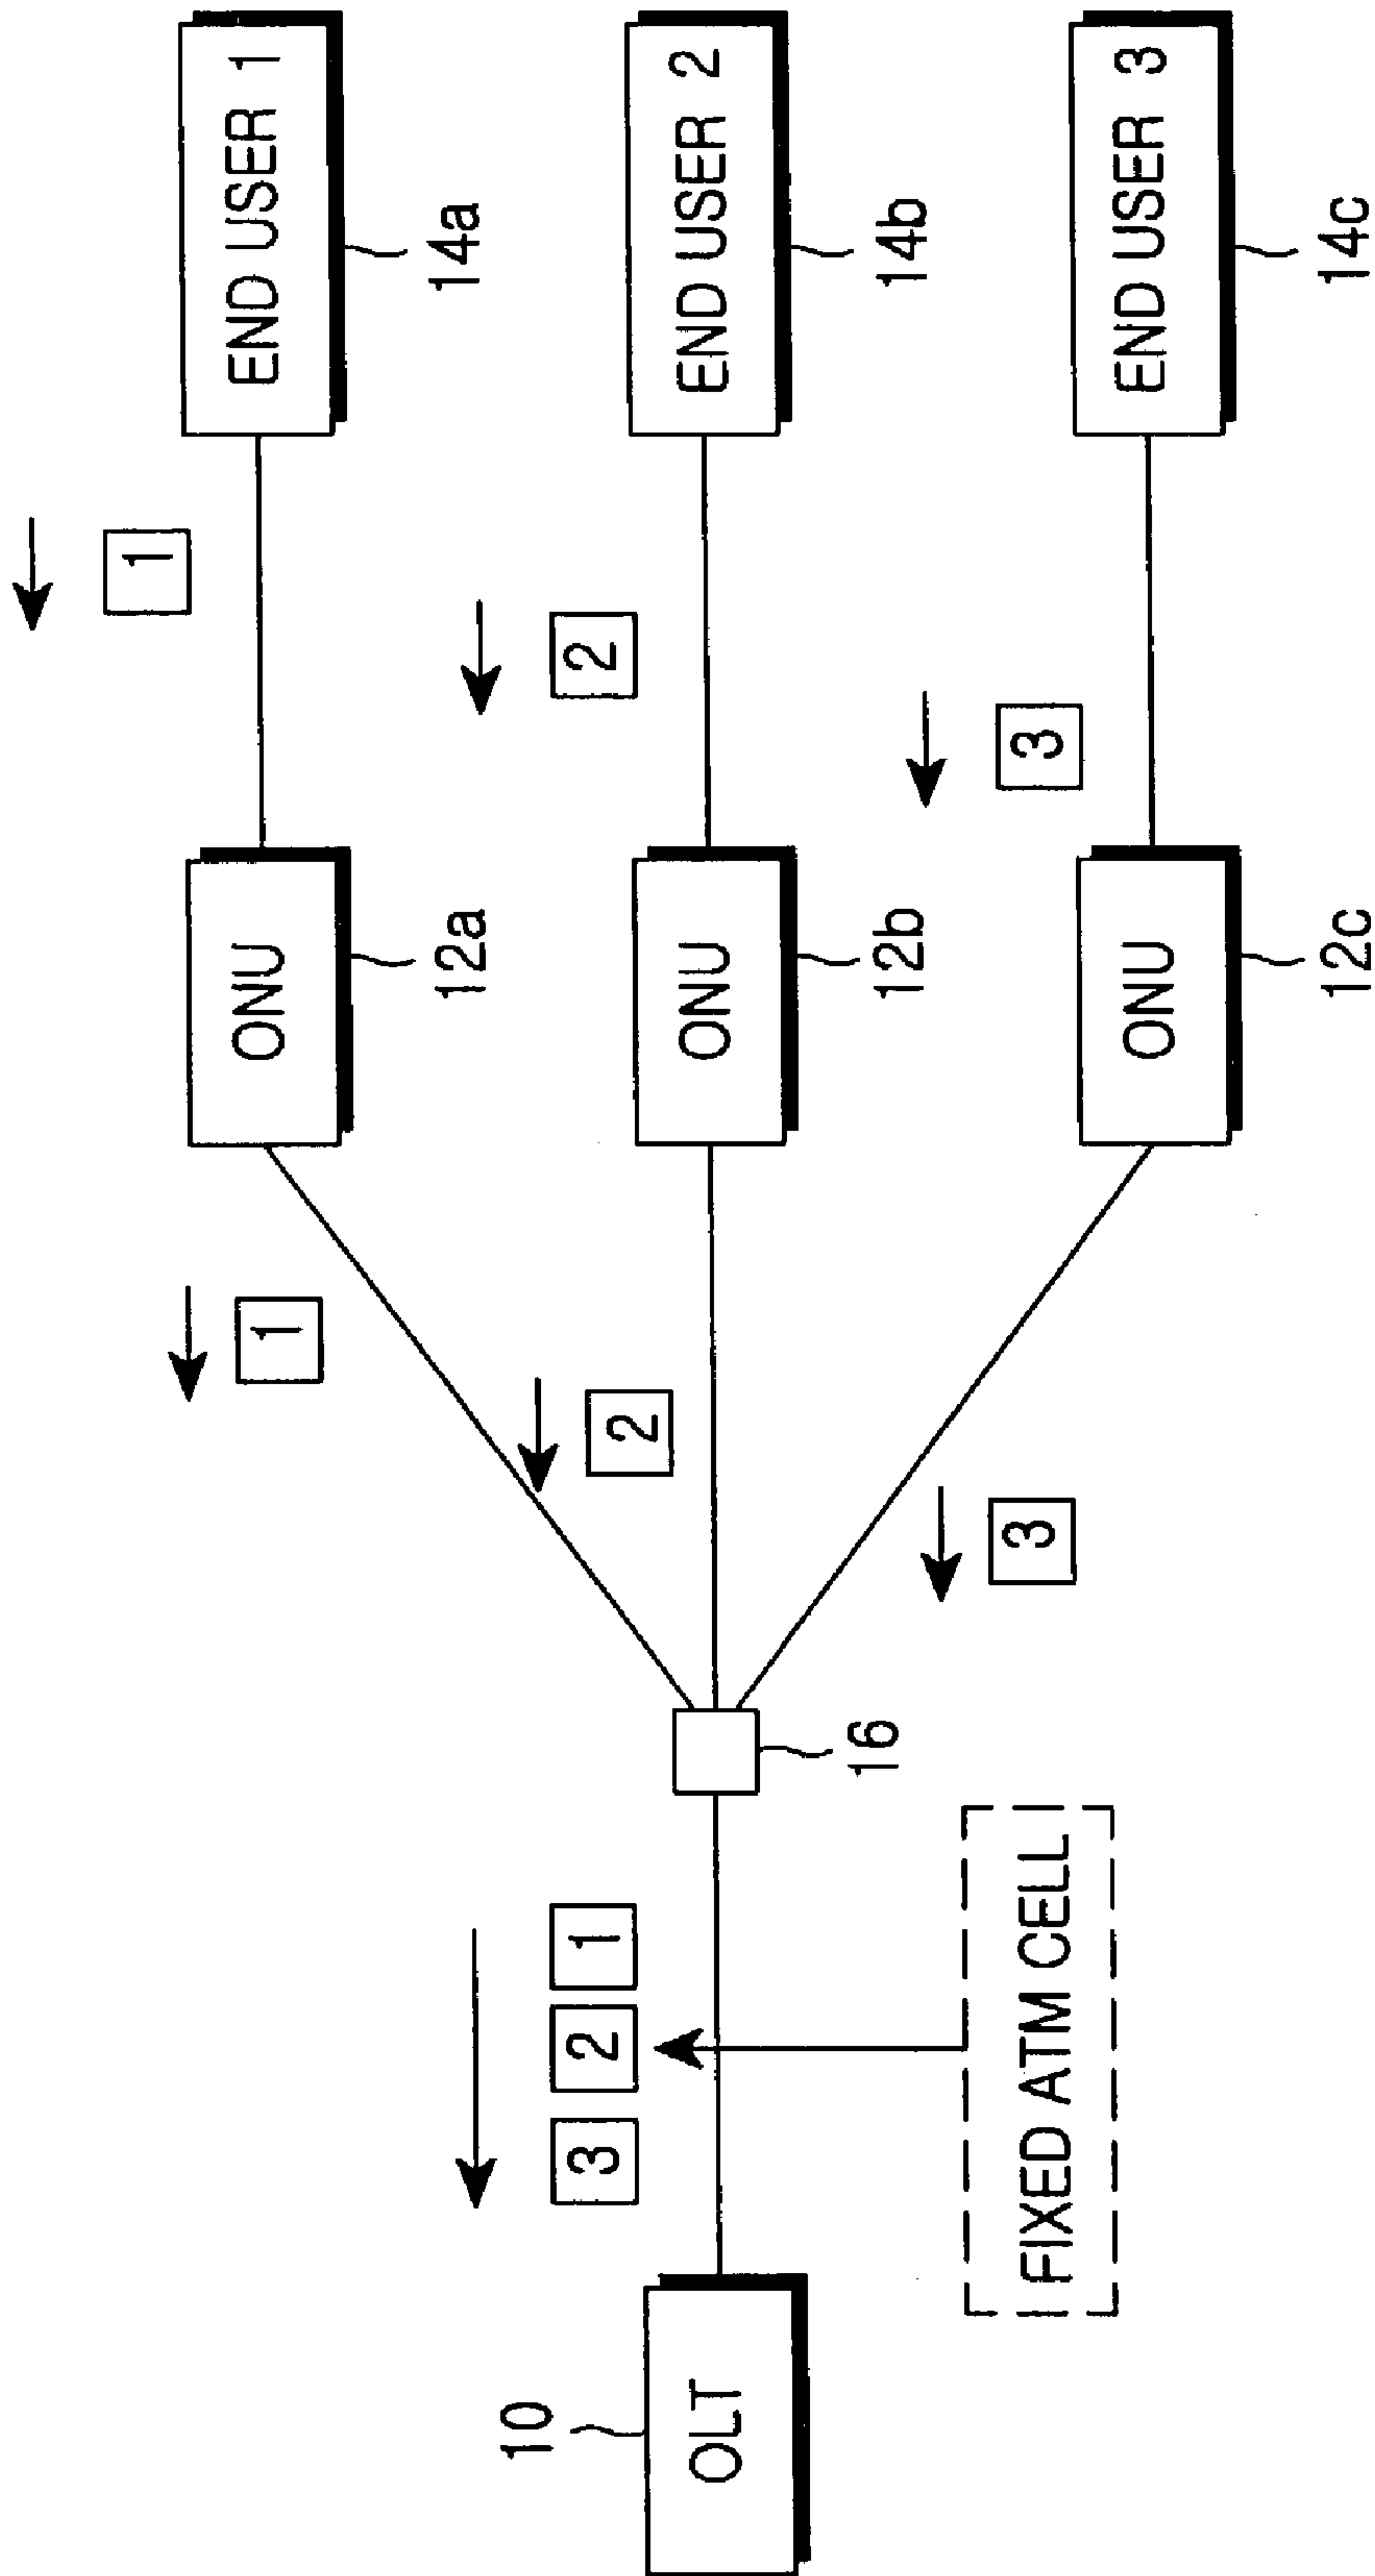 END USER 1
14a
1
ONU
12a
1
END USER 2
14b
2
ONU
12b
2
END USER 3
14c
3
ONU
12c
3
16
3 2 1
FIXED ATM CELL
10
OLT